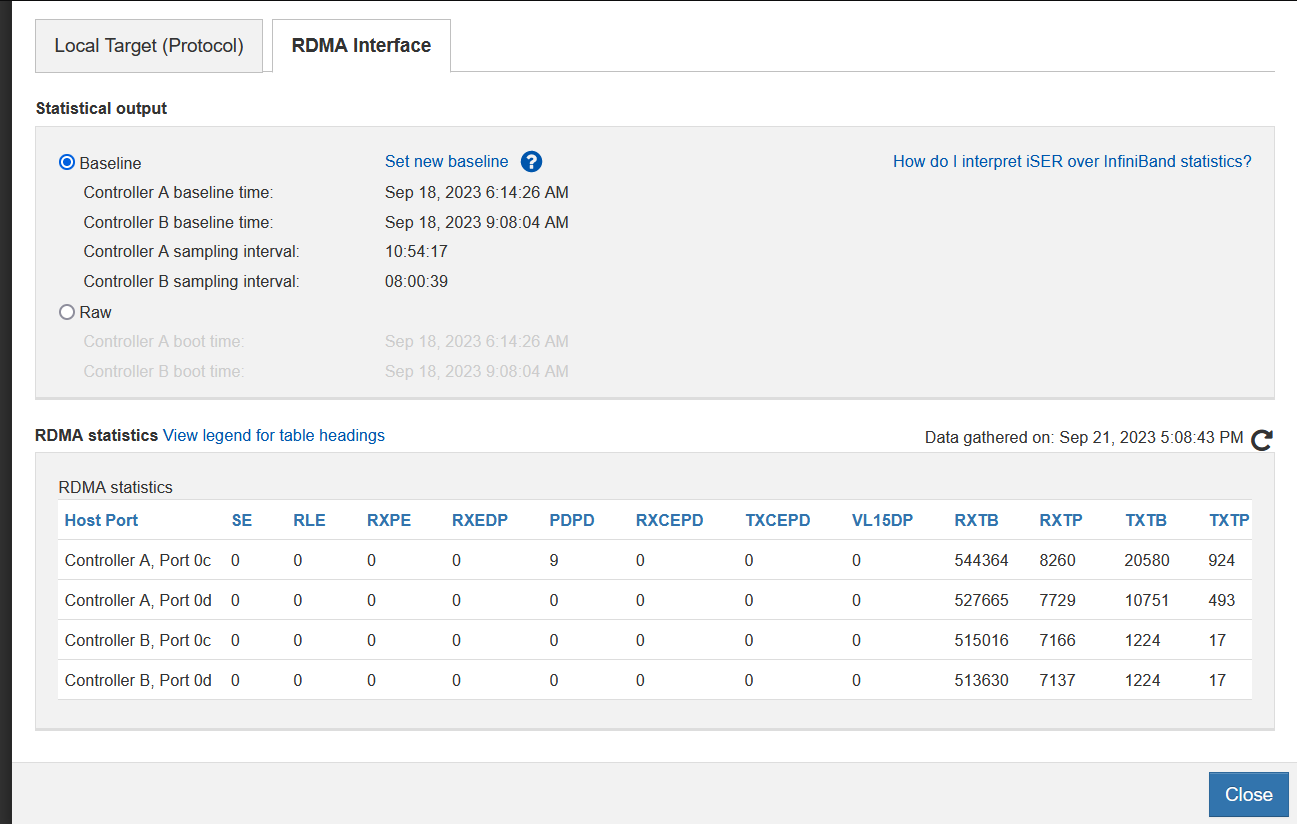 Local Target (Protocol) RDMA Interface
Statistical output
Baseline Set new baseline ? How do I interpret iSER over InfiniBand statistics?
Controller A baseline time: Sep 18, 2023 6:14:26 AM
Controller B baseline time: Sep 18, 2023 9:08:04 AM
Controller A sampling interval: 10:54:17
Controller B sampling interval: 08:00:39
Raw
Controller A boot time: Sep 18, 2023 6:14:26 AM
Controller B boot time: Sep 18, 2023 9:08:04 AM
RDMA statistics View legend for table headings Data gathered on: Sep 21, 2023 5:08:43 PM
RDMA statistics
Host Port SE RLE RXPE RXEDP PDPD RXCEPD TXCEPD VL15DP RXTB RXTP TXTB TXTP
Controller A, Port 0c 0 0 0 0 9 0 0 0 544364 8260 20580 924
Controller A, Port 0d 0 0 0 0 0 0 0 0 527665 7729 10751 493
Controller B, Port 0c 0 0 0 0 0 0 0 0 515016 7166 1224 17
Controller B, Port 0d 0 0 0 0 0 0 0 0 513630 7137 1224 17
Close